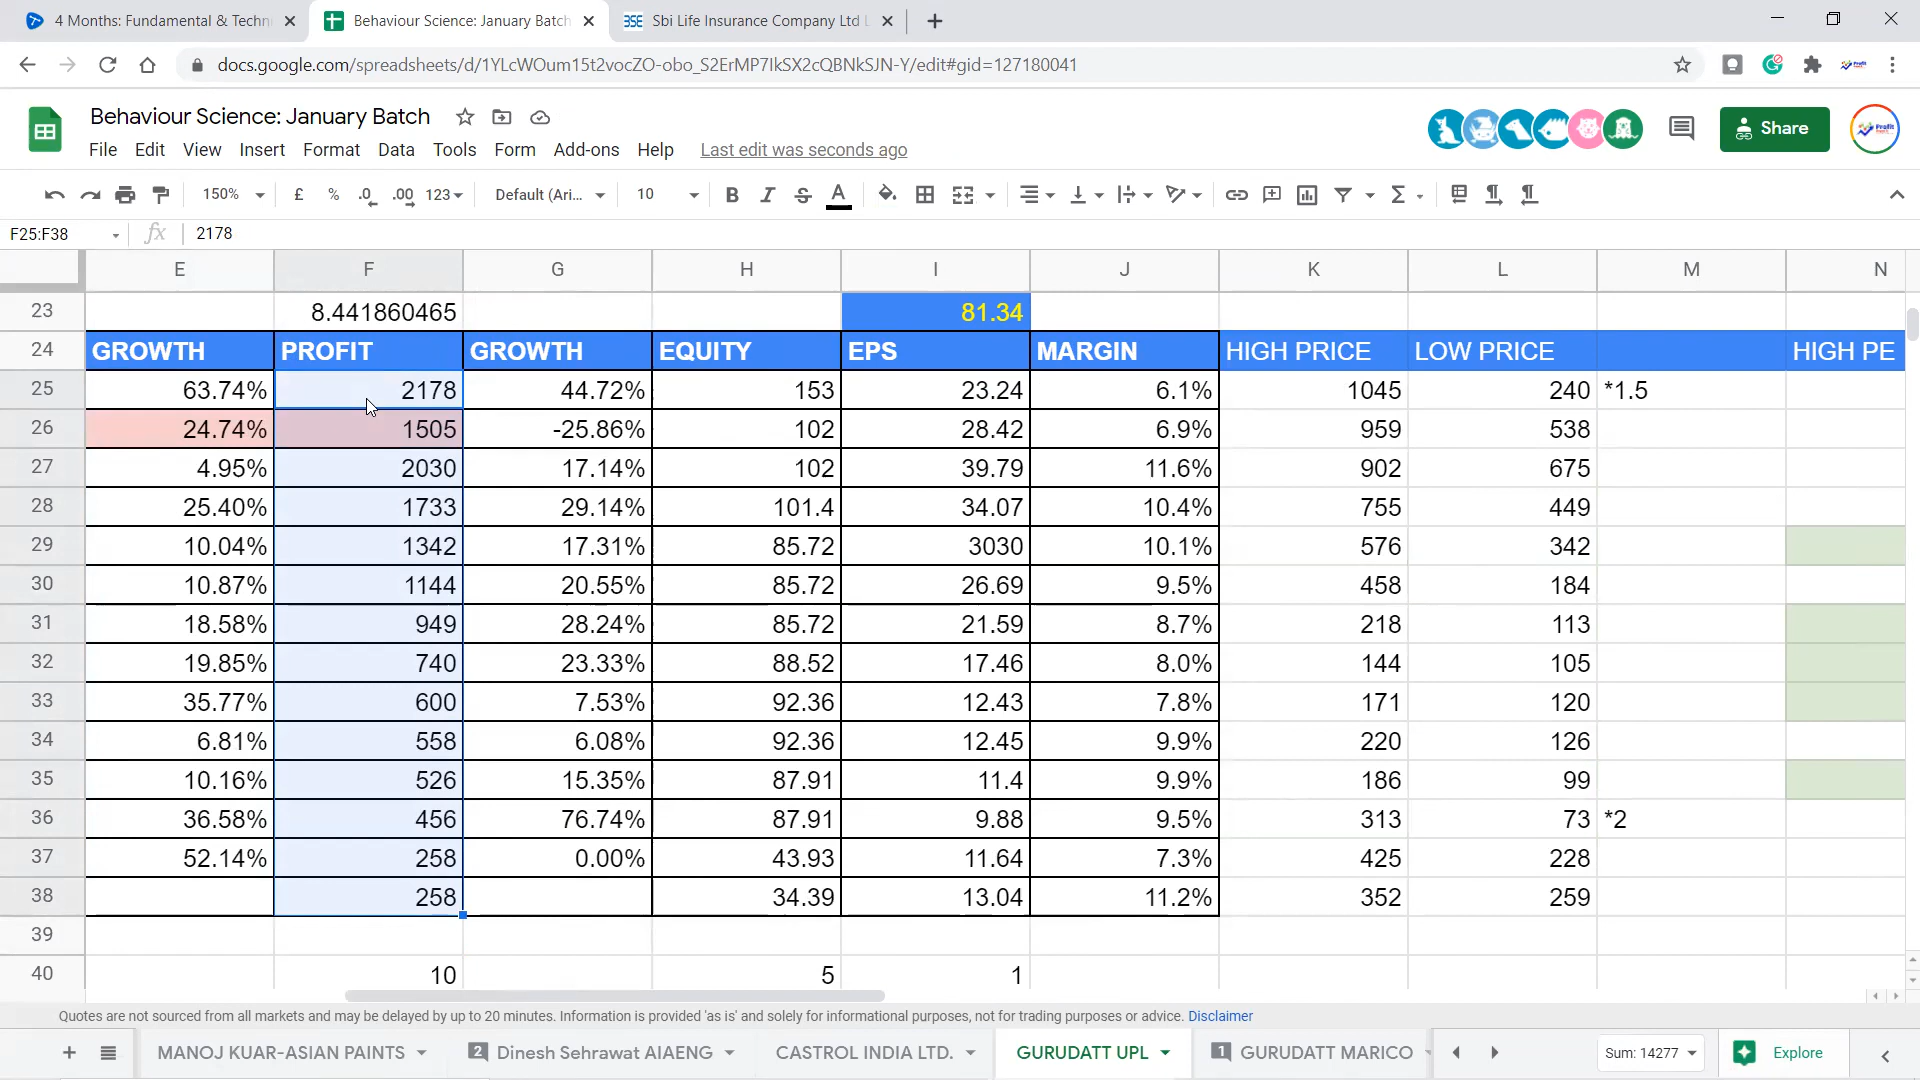 4 Months: Fundamental & Techni
Behaviour Science: January Batch
BSE Sbi Life Insurance Company Ltd L
docs.google.com/spreadsheets/d/1YLcWOum15t2vocZO-obo_S2ErMP7IkSX2cQBNkSJN-Y/edit#gid=127180041
Behaviour Science: January Batch
File Edit View Insert Format Data Tools Form Add-ons Help Last edit was seconds ago
Share
150% £ % .0 .00 123 Default (Ari... 10 B I S A
F25:F38 fx 2178
E F G H I J K L M N
23 8.441860465 81.34
24 GROWTH PROFIT GROWTH EQUITY EPS MARGIN HIGH PRICE LOW PRICE HIGH PE
25 63.74% 2178 44.72% 153 23.24 6.1% 1045 240 *1.5
26 24.74% 1505 -25.86% 102 28.42 6.9% 959 538
27 4.95% 2030 17.14% 102 39.79 11.6% 902 675
28 25.40% 1733 29.14% 101.4 34.07 10.4% 755 449
29 10.04% 1342 17.31% 85.72 3030 10.1% 576 342
30 10.87% 1144 20.55% 85.72 26.69 9.5% 458 184
31 18.58% 949 28.24% 85.72 21.59 8.7% 218 113
32 19.85% 740 23.33% 88.52 17.46 8.0% 144 105
33 35.77% 600 7.53% 92.36 12.43 7.8% 171 120
34 6.81% 558 6.08% 92.36 12.45 9.9% 220 126
35 10.16% 526 15.35% 87.91 11.4 9.9% 186 99
36 36.58% 456 76.74% 87.91 9.88 9.5% 313 73 *2
37 52.14% 258 0.00% 43.93 11.64 7.3% 425 228
38 258 34.39 13.04 11.2% 352 259
39
40 10 5 1
Quotes are not sourced from all markets and may be delayed by up to 20 minutes. Information is provided 'as is' and solely for informational purposes, not for trading purposes or advice. Disclaimer
MANOJ KUAR-ASIAN PAINTS 2 Dinesh Sehrawat AIAENG CASTROL INDIA LTD. GURUDATT UPL 1 GURUDATT MARICO Sum: 14277 Explore